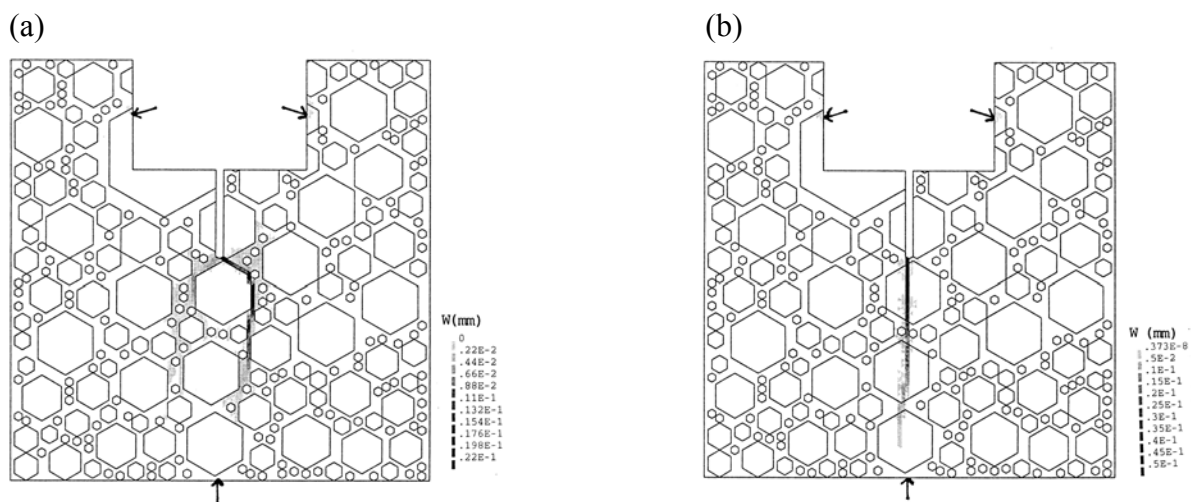 (a)
(b)
W(mm)
0
.22E-2
.44E-2
.66E-2
.88E-2
.11E-1
.132E-1
.154E-1
.176E-1
.198E-1
.22E-1
W (mm)
.373E-8
.5E-2
.1E-1
.15E-1
.2E-1
.25E-1
.3E-1
.35E-1
.4E-1
.45E-1
.5E-1